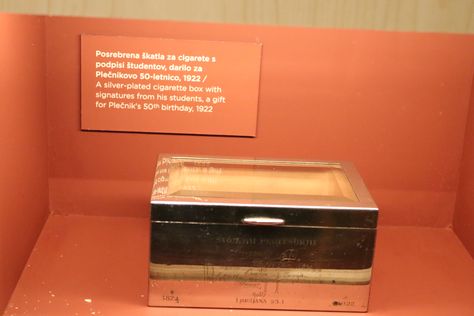 Posrebrena škatla za cigarete s
podpisi študentov, darilo za
Plečnikovo 50-letnico, 1922 /
A silver-plated cigarette box with
signatures from his students, a gift
for Plečnik's 50th birthday, 1922